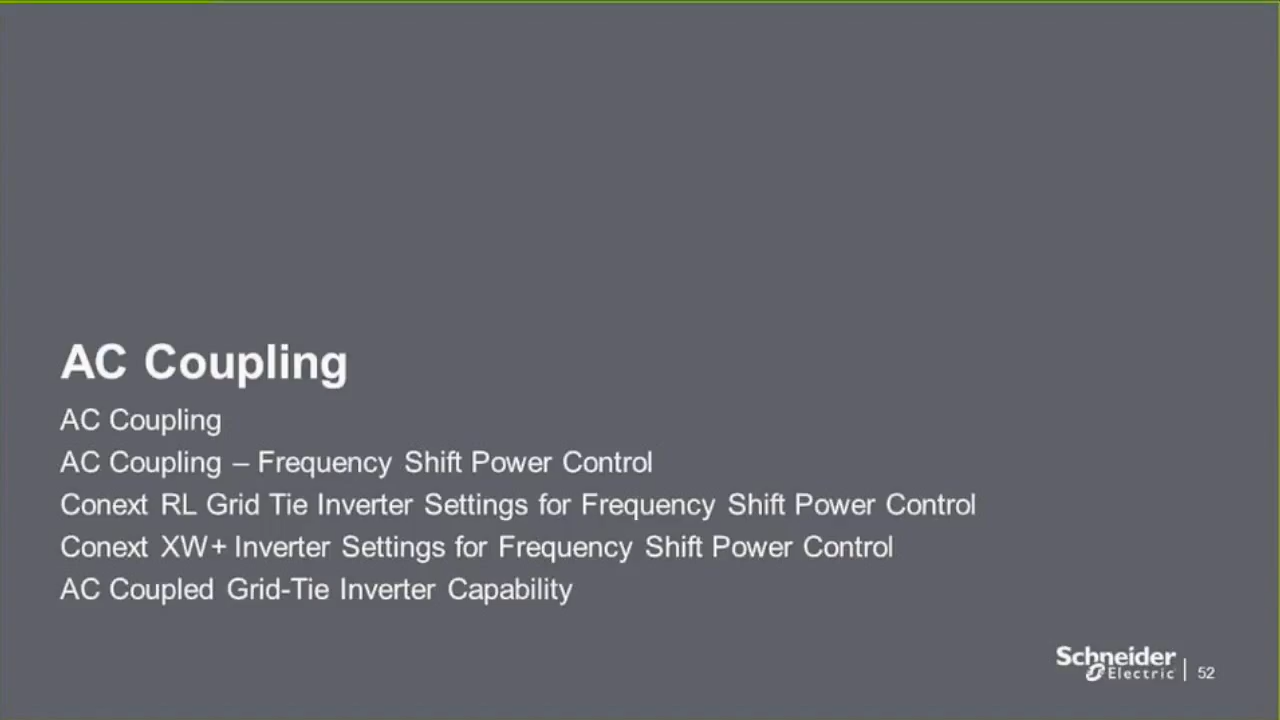 AC Coupling
AC Coupling
AC Coupling – Frequency Shift Power Control
Conext RL Grid Tie Inverter Settings for Frequency Shift Power Control
Conext XW+ Inverter Settings for Frequency Shift Power Control
AC Coupled Grid-Tie Inverter Capability
Schneider
Electric | 52